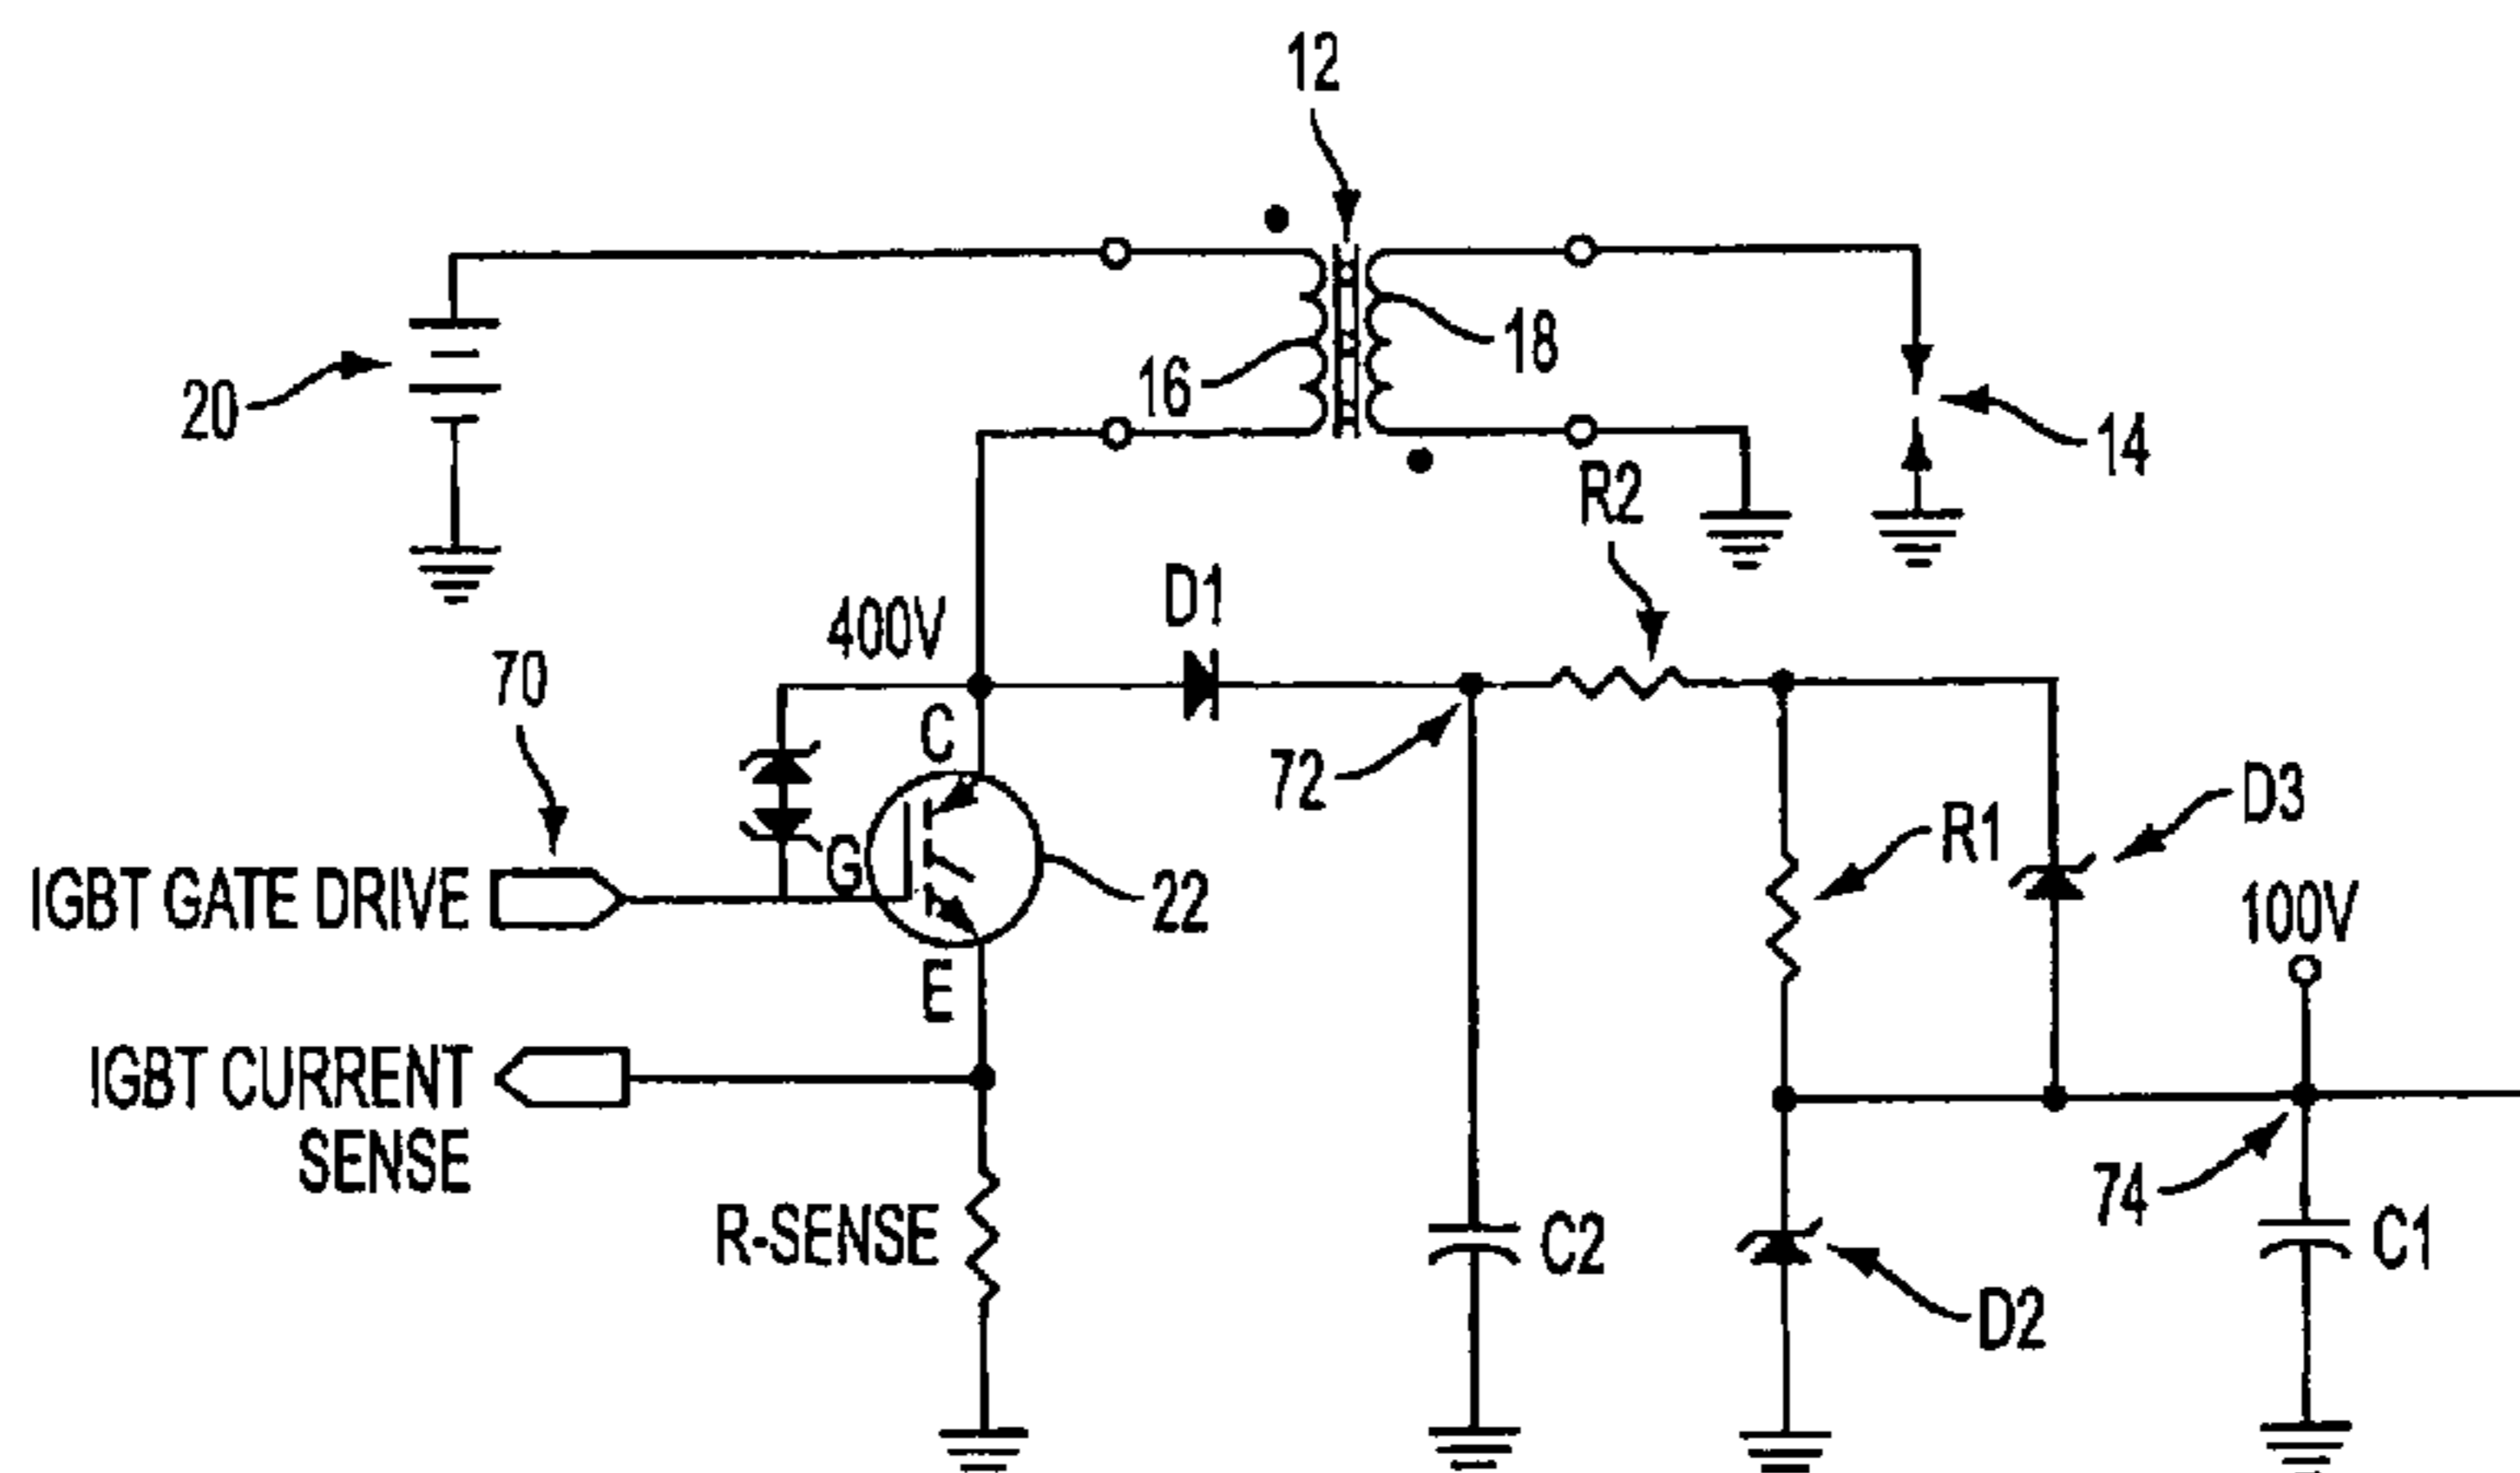 12
20
16
18
14
R2
D1
400V
70
C
72
D3
R1
G
IGBT GATE DRIVE
22
100V
E
IGBT CURRENT
SENSE
74
R-SENSE
C2
C1
D2